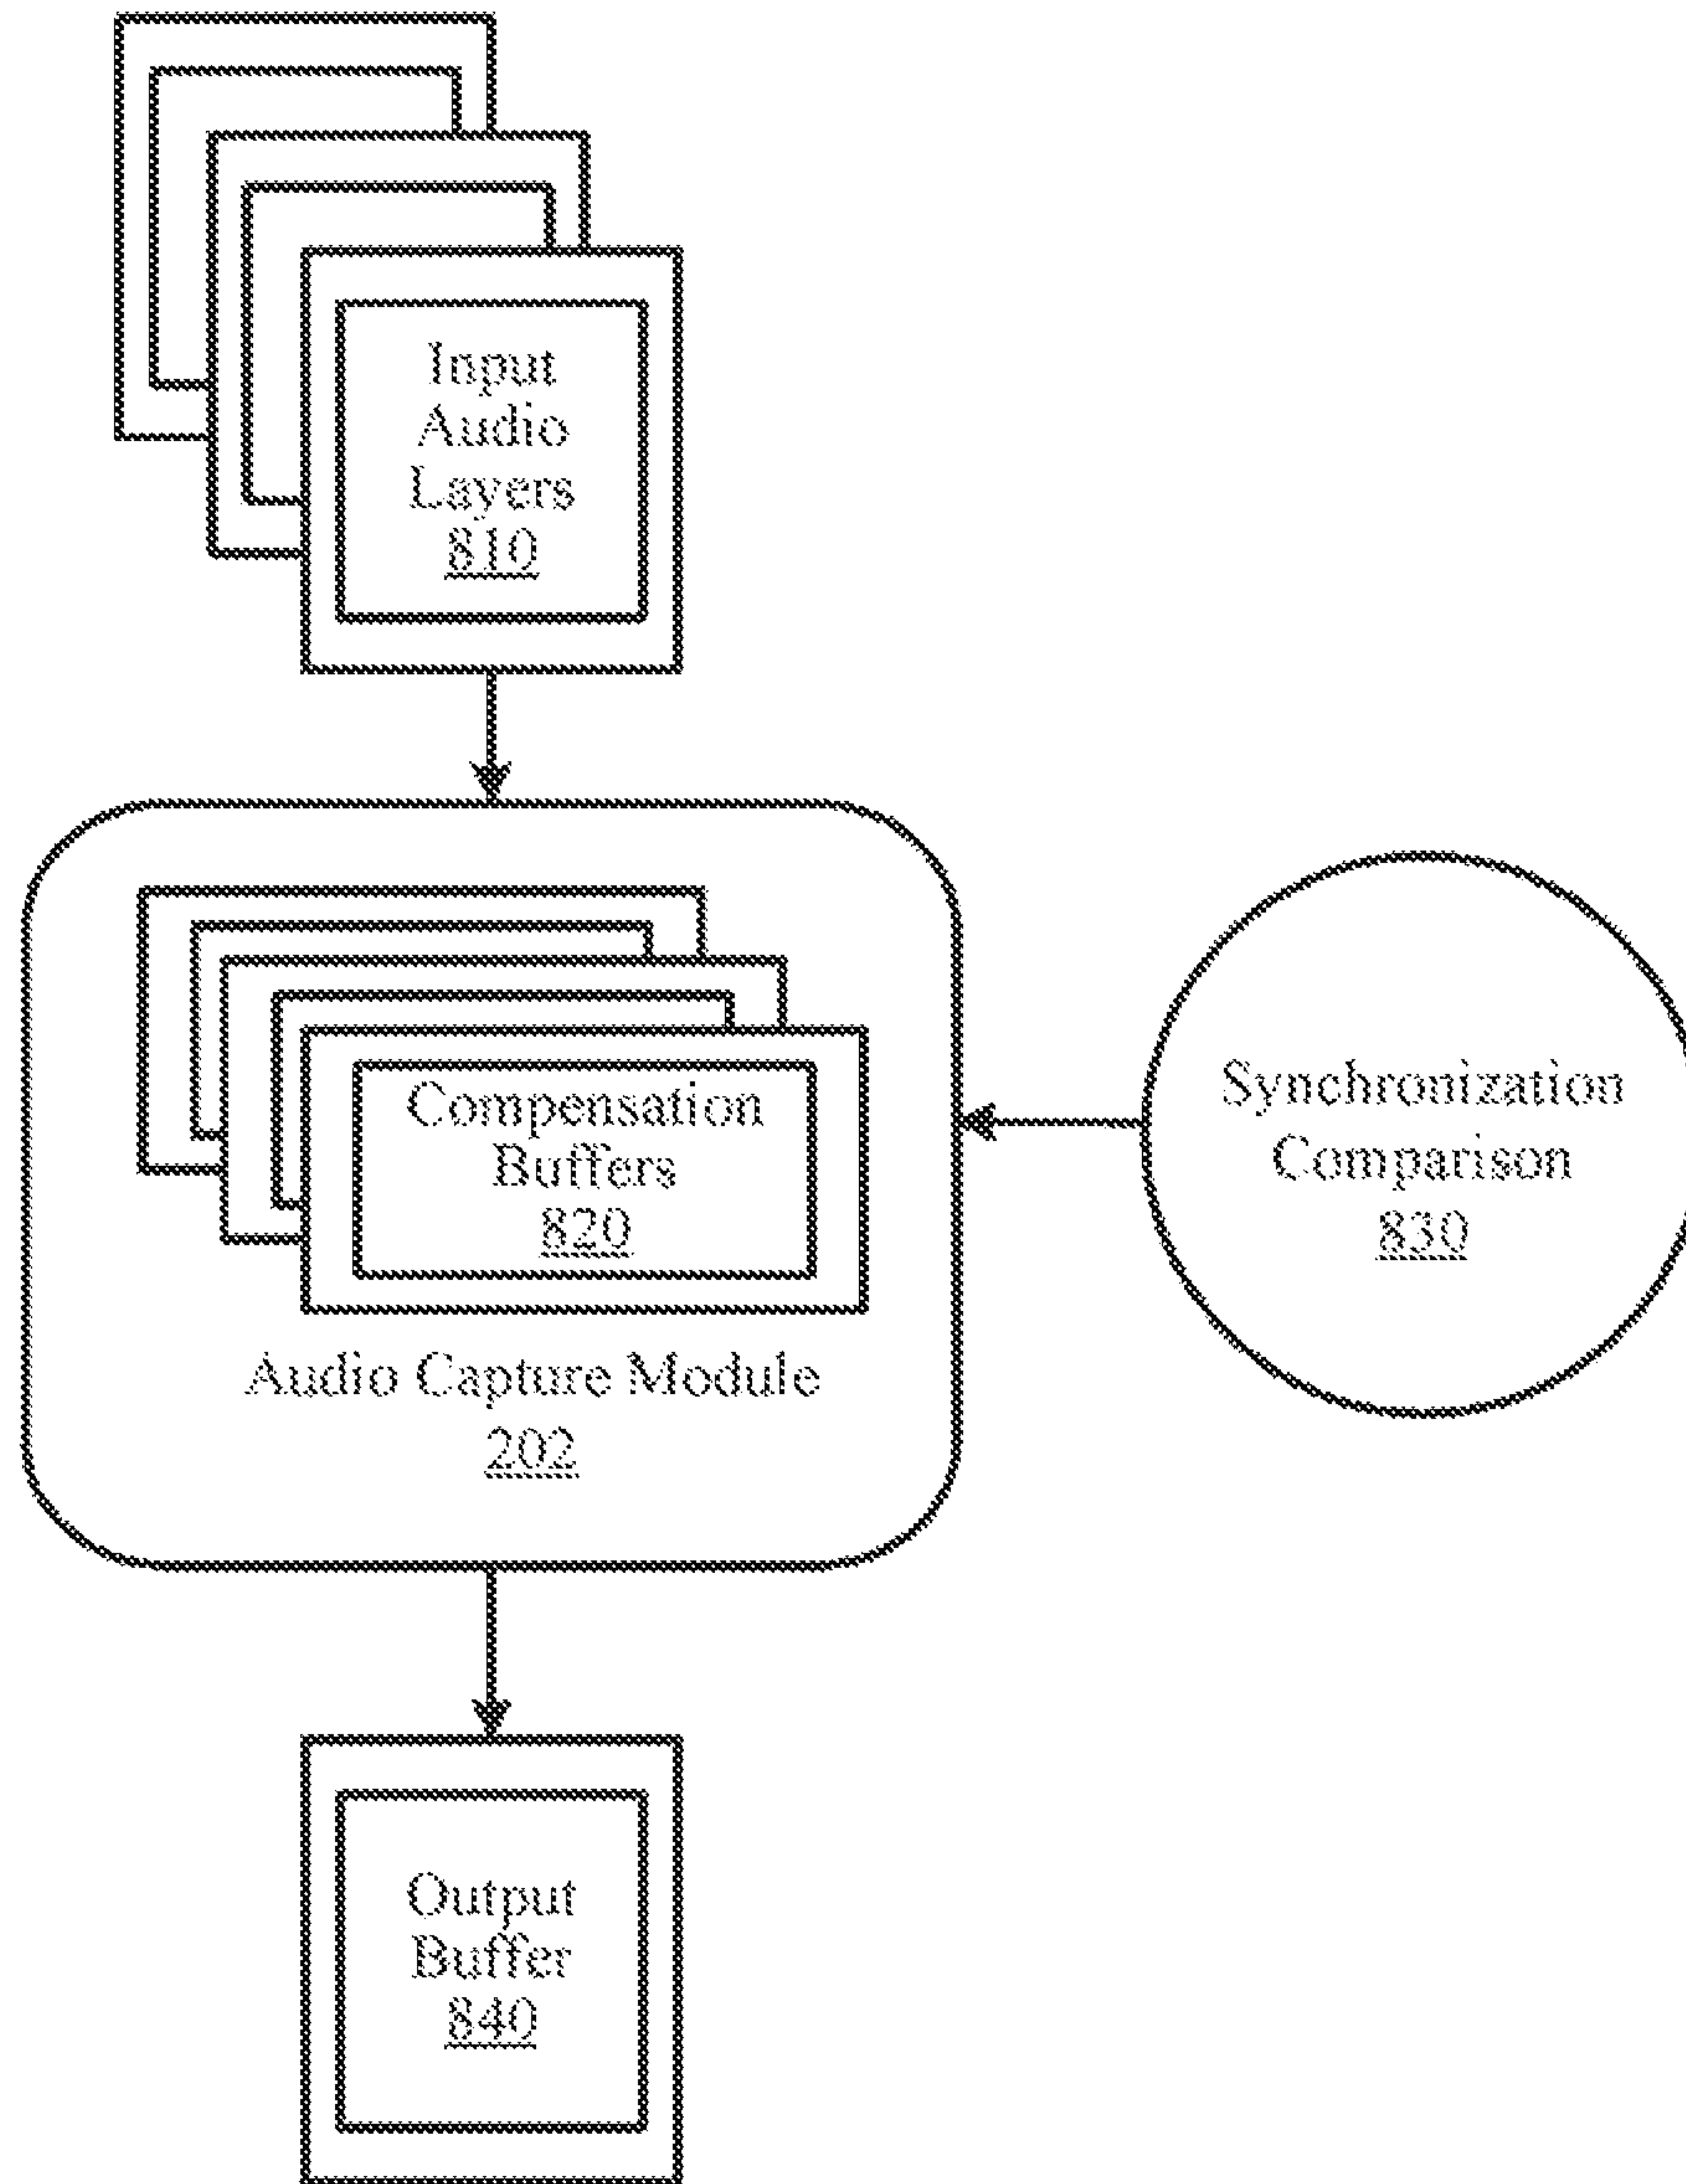 Input
Audio
Layers
810
Compensation
Buffers
820
Audio Capture Module
202
Synchronization
Comparison
830
Output
Buffer
840